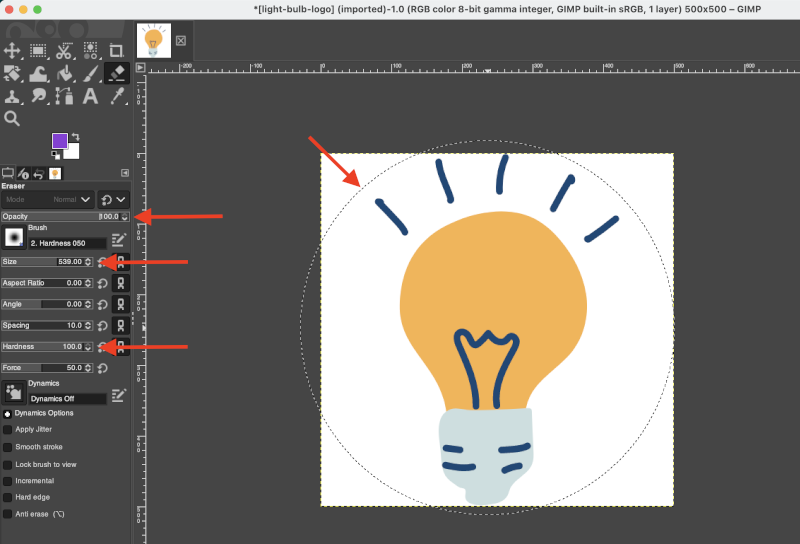 *[light-bulb-logo] (imported)-1.0 (RGB color 8-bit gamma integer, GIMP built-in sRGB, 1 layer) 500x500 – GIMP
-200 -100 0 100 200 300 400 500 600
Eraser
Mode Normal
Opacity 100.0
Brush
2. Hardness 050
Size 539.00
Aspect Ratio 0.00
Angle 0.00
Spacing 10.0
Hardness 100.0
Force 50.0
Dynamics
Dynamics Off
Dynamics Options
Apply Jitter
Smooth stroke
Lock brush to view
Incremental
Hard edge
Anti erase (⌥)